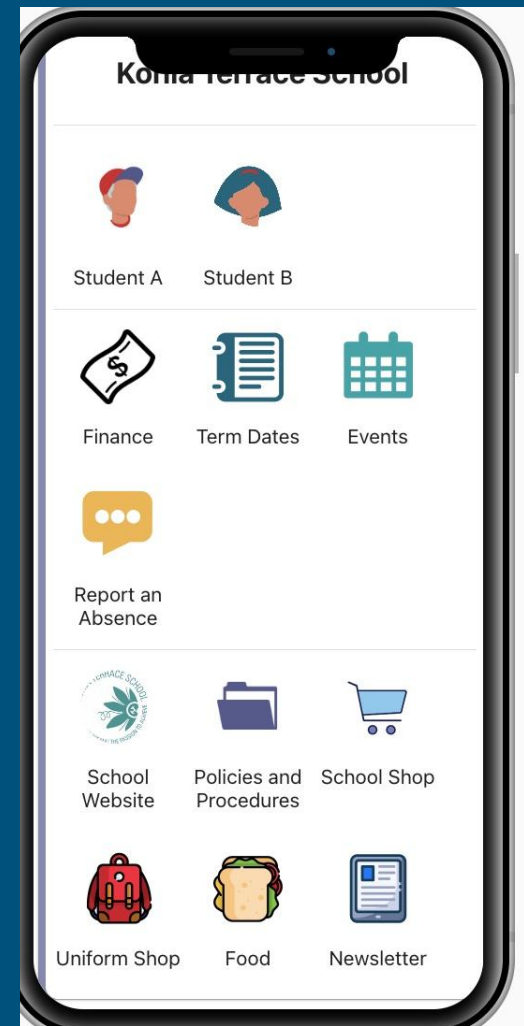 Kohia Terrace School
Student A
Student B
Finance
Term Dates
Events
Report an
Absence
School
Website
Policies and
Procedures
School Shop
Uniform Shop
Food
Newsletter